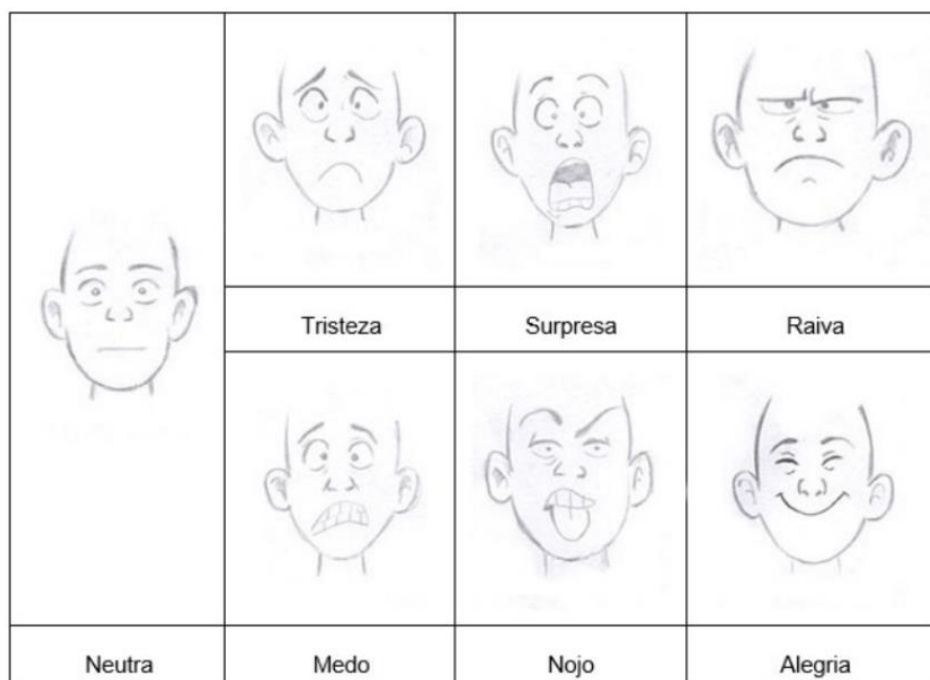 Tristeza
Surpresa
Raiva
Neutra
Medo
Nojo
Alegria